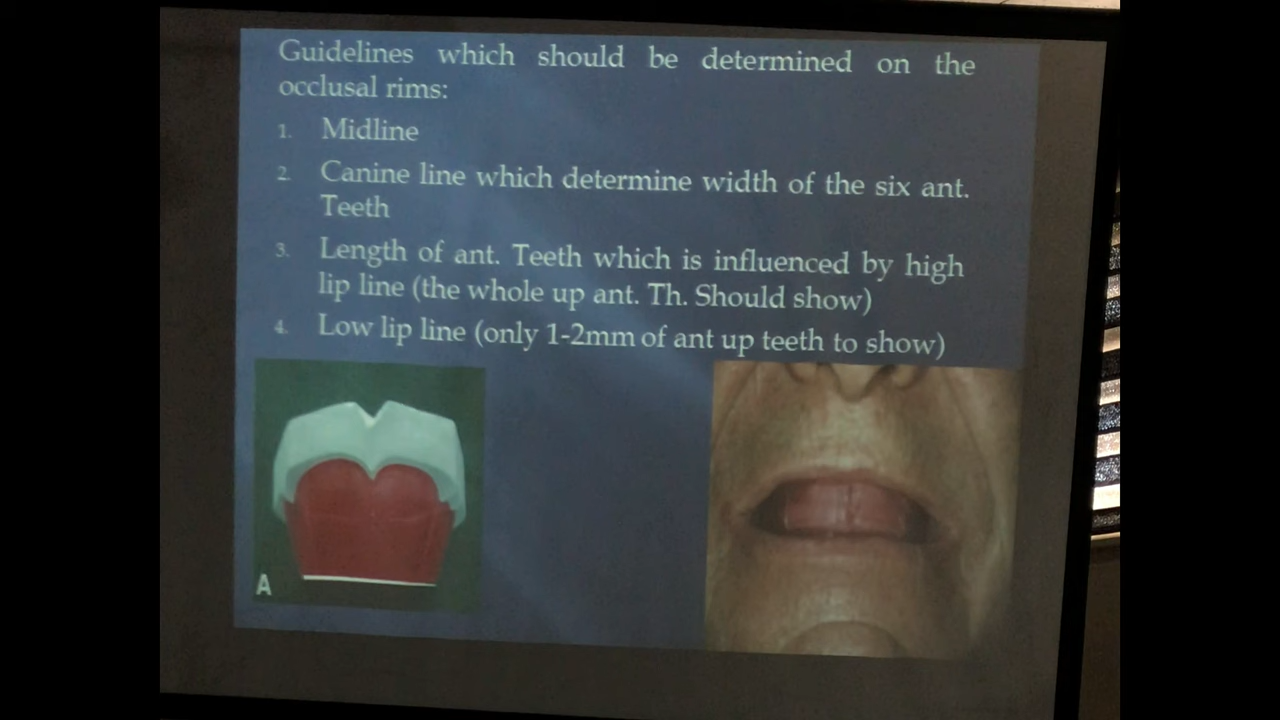 Guidelines which should be determined on the
occlusal rims:
1. Midline
2. Canine line which determine width of the six ant.
Teeth
3. Length of ant. Teeth which is influenced by high
lip line (the whole up ant. Th. Should show)
4. Low lip line (only 1-2mm of ant up teeth to show)
A